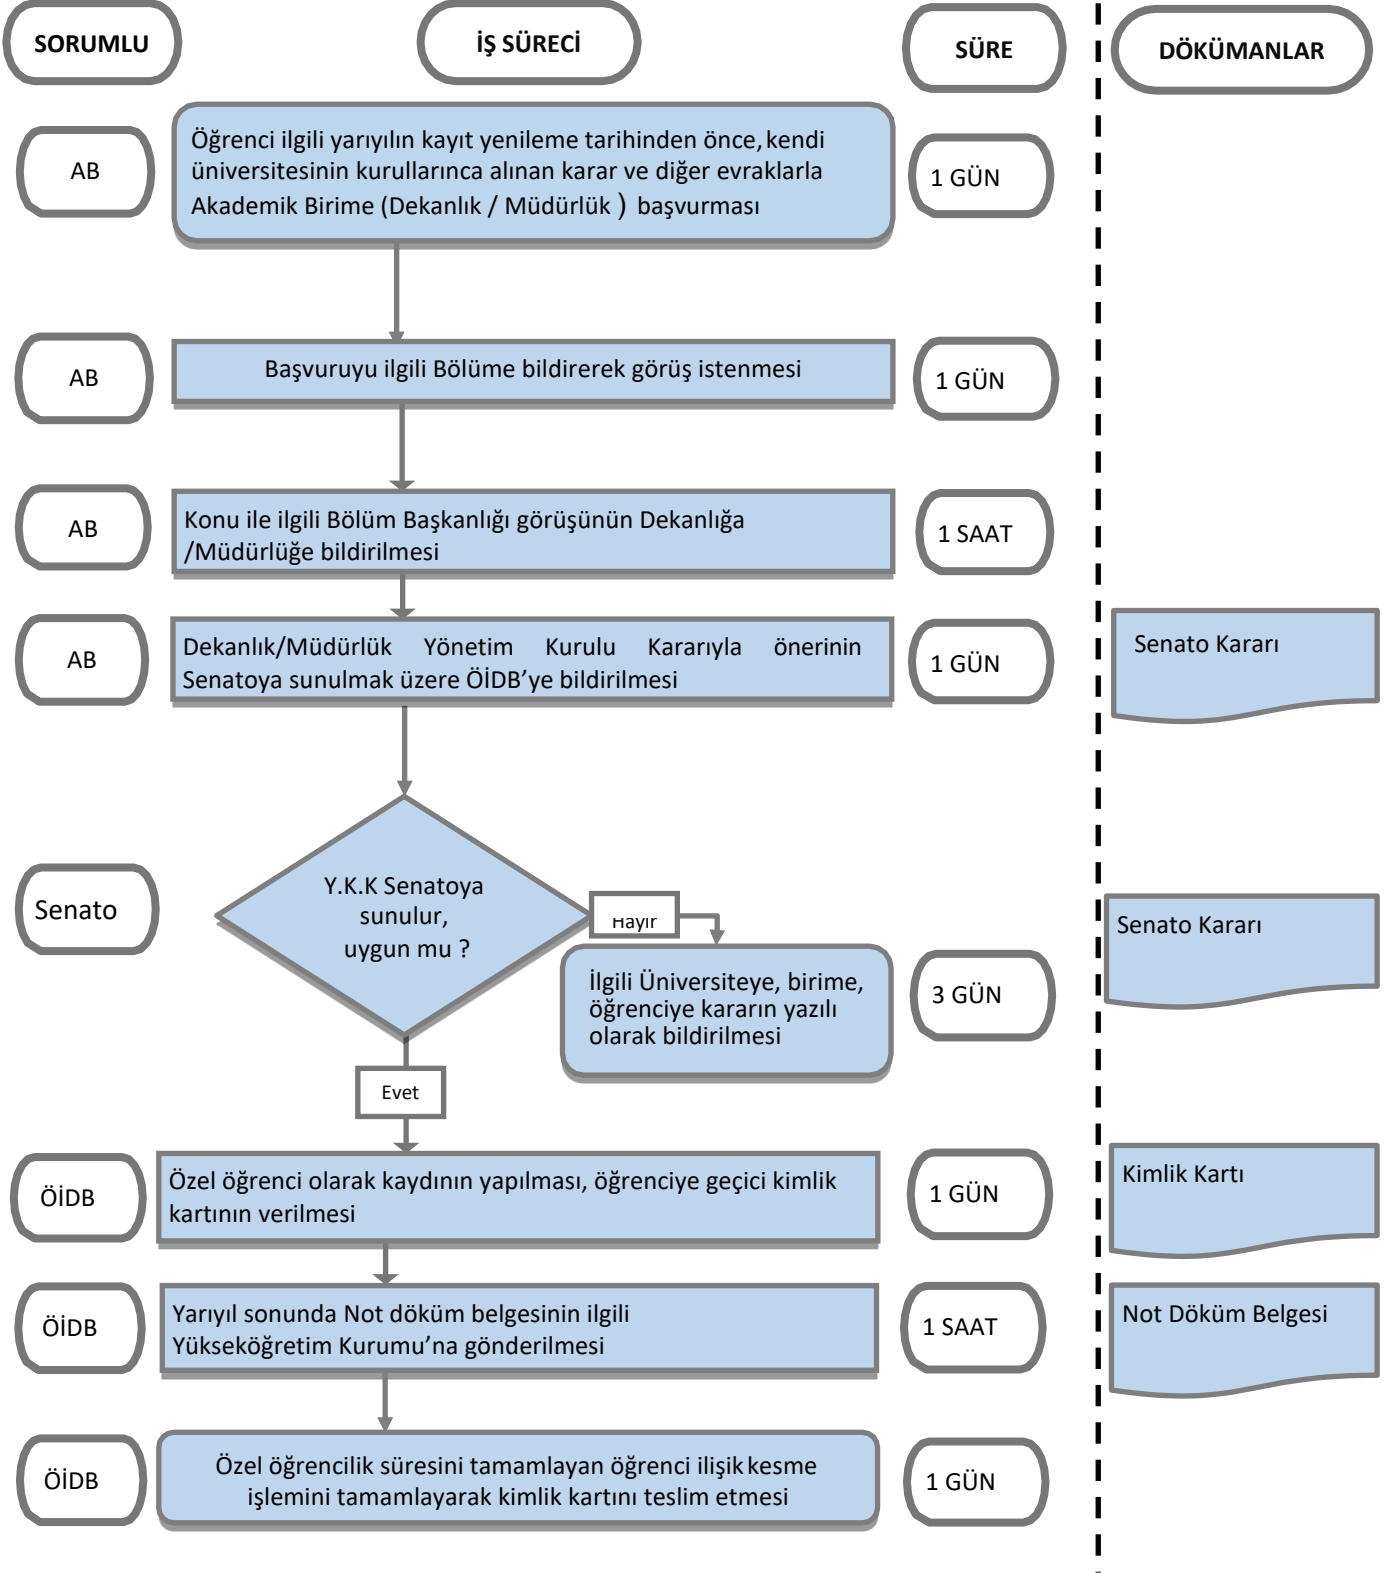 SORUMLU
İŞ SÜRECİ
SÜRE
DÖKÜMANLAR
AB
Öğrenci ilgili yarıyılın kayıt yenileme tarihinden önce, kendi
üniversitesinin kurullarınca alınan karar ve diğer evraklarla
Akademik Birime (Dekanlık / Müdürlük ) başvurması
1 GÜN
AB
Başvuruyu ilgili Bölüme bildirerek görüş istenmesi
1 GÜN
AB
Konu ile ilgili Bölüm Başkanlığı görüşünün Dekanlığa
/Müdürlüğe bildirilmesi
1 SAAT
AB
Dekanlık/Müdürlük Yönetim Kurulu Kararıyla önerinin
Senatoya sunulmak üzere ÖİDB’ye bildirilmesi
1 GÜN
Senato Kararı
Senato
Y.K.K Senatoya
sunulur,
uygun mu ?
Hayır
İlgili Üniversiteye, birime,
öğrenciye kararın yazılı
olarak bildirilmesi
3 GÜN
Senato Kararı
Evet
ÖİDB
Özel öğrenci olarak kaydının yapılması, öğrenciye geçici kimlik
kartının verilmesi
1 GÜN
Kimlik Kartı
ÖİDB
Yarıyıl sonunda Not döküm belgesinin ilgili
Yükseköğretim Kurumu’na gönderilmesi
1 SAAT
Not Döküm Belgesi
ÖİDB
Özel öğrencilik süresini tamamlayan öğrenci ilişik kesme
işlemini tamamlayarak kimlik kartını teslim etmesi
1 GÜN